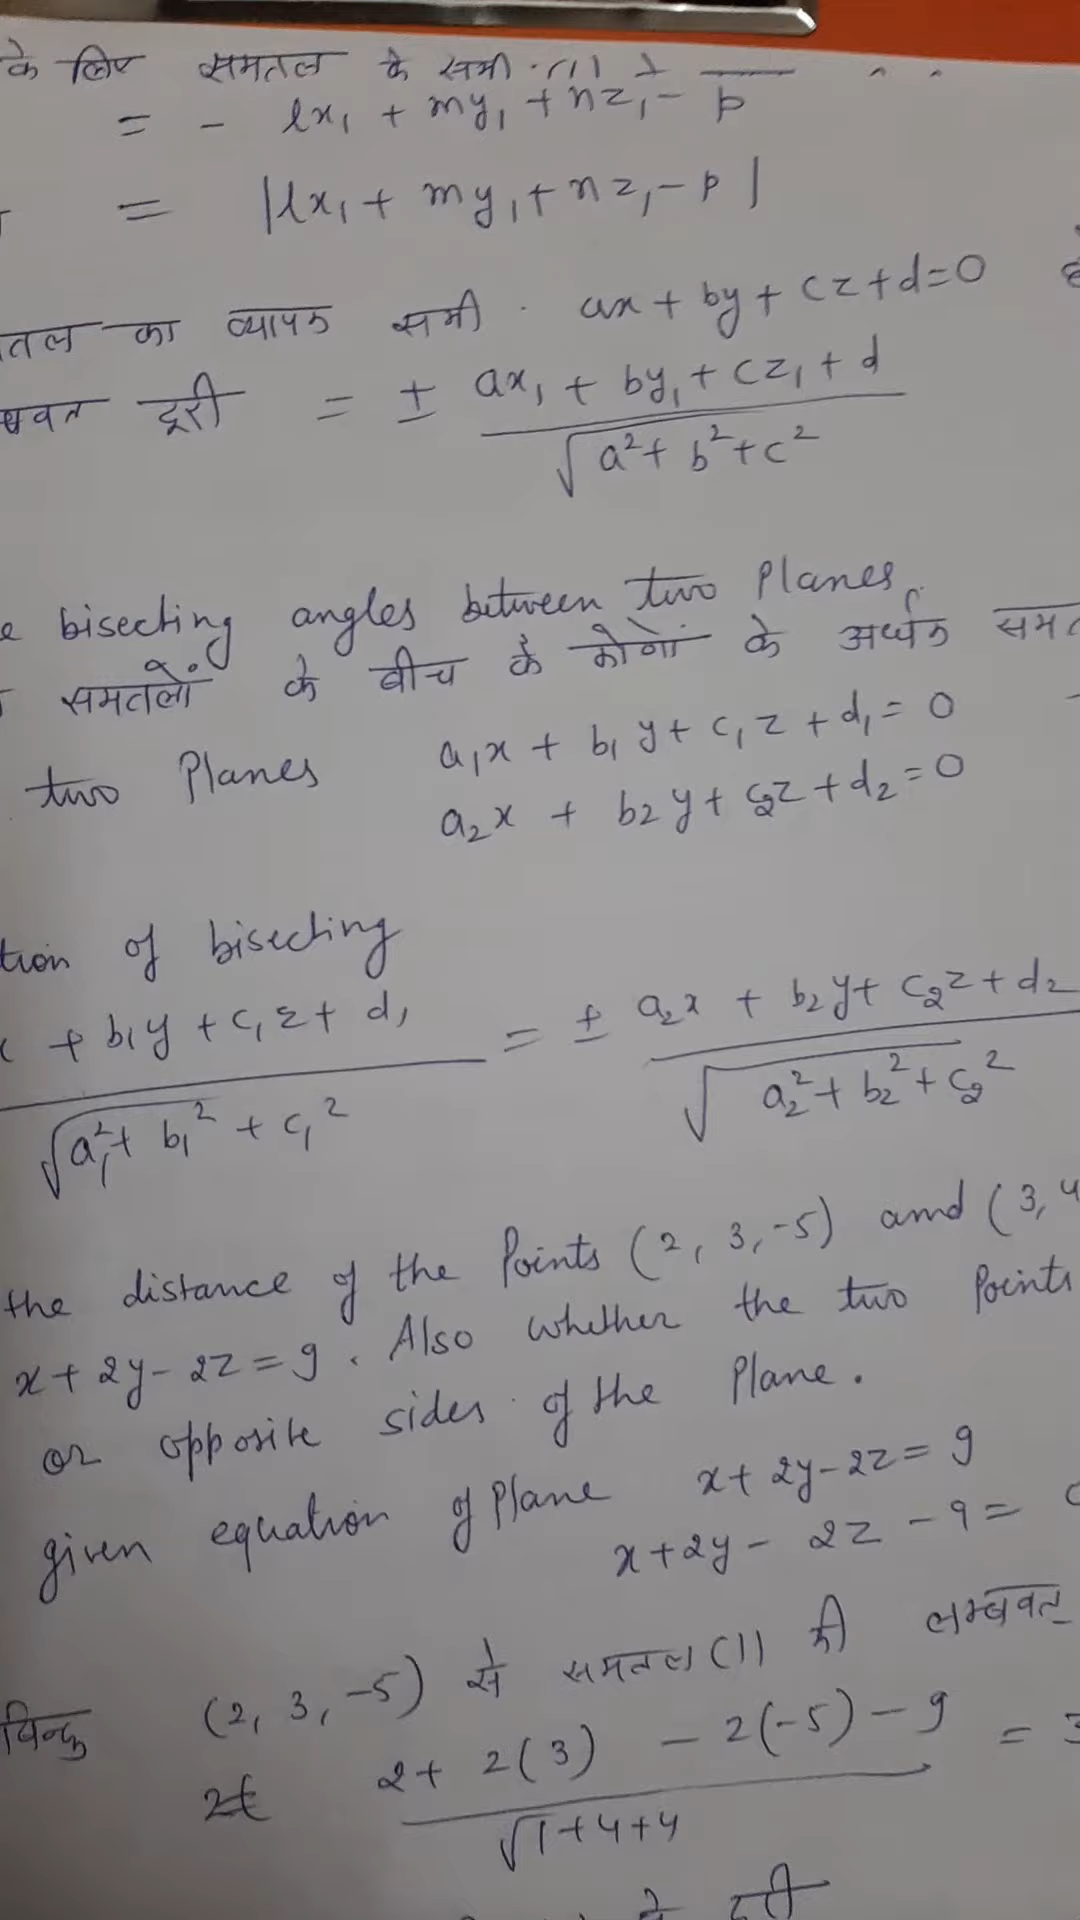 के लिए समतल के समी.
= - lx₁ + my₁ + nz₁ - p
= |lx₁ + my₁ + nz₁ - p|
तल का व्यापक समी. ax + by + cz + d = 0
दूरी = ± (ax₁ + by₁ + cz₁ + d) / √(a² + b² + c²)
bisecting angles between two Planes
समतलों के बीच के कोणों के अर्धक
two Planes a₁x + b₁y + c₁z + d₁ = 0
a₂x + b₂y + c₂z + d₂ = 0
tion of bisecting
+ b₁y + c₁z + d₁ / √(a₁² + b₁² + c₁²) = ± (a₂x + b₂y + c₂z + d₂) / √(a₂² + b₂² + c₂²)
the distance of the Points (2, 3, -5) and (3, 4
x + 2y - 2z = 9. Also whether the two Points
or opposite sides of the Plane.
given equation of Plane x + 2y - 2z = 9
x + 2y - 2z - 9 =
बिन्दु (2, 3, -5) से समतल (1) की लम्बवत्
(2 + 2(3) - 2(-5) - 9) / √(1 + 4 + 4) = 3
दूरी